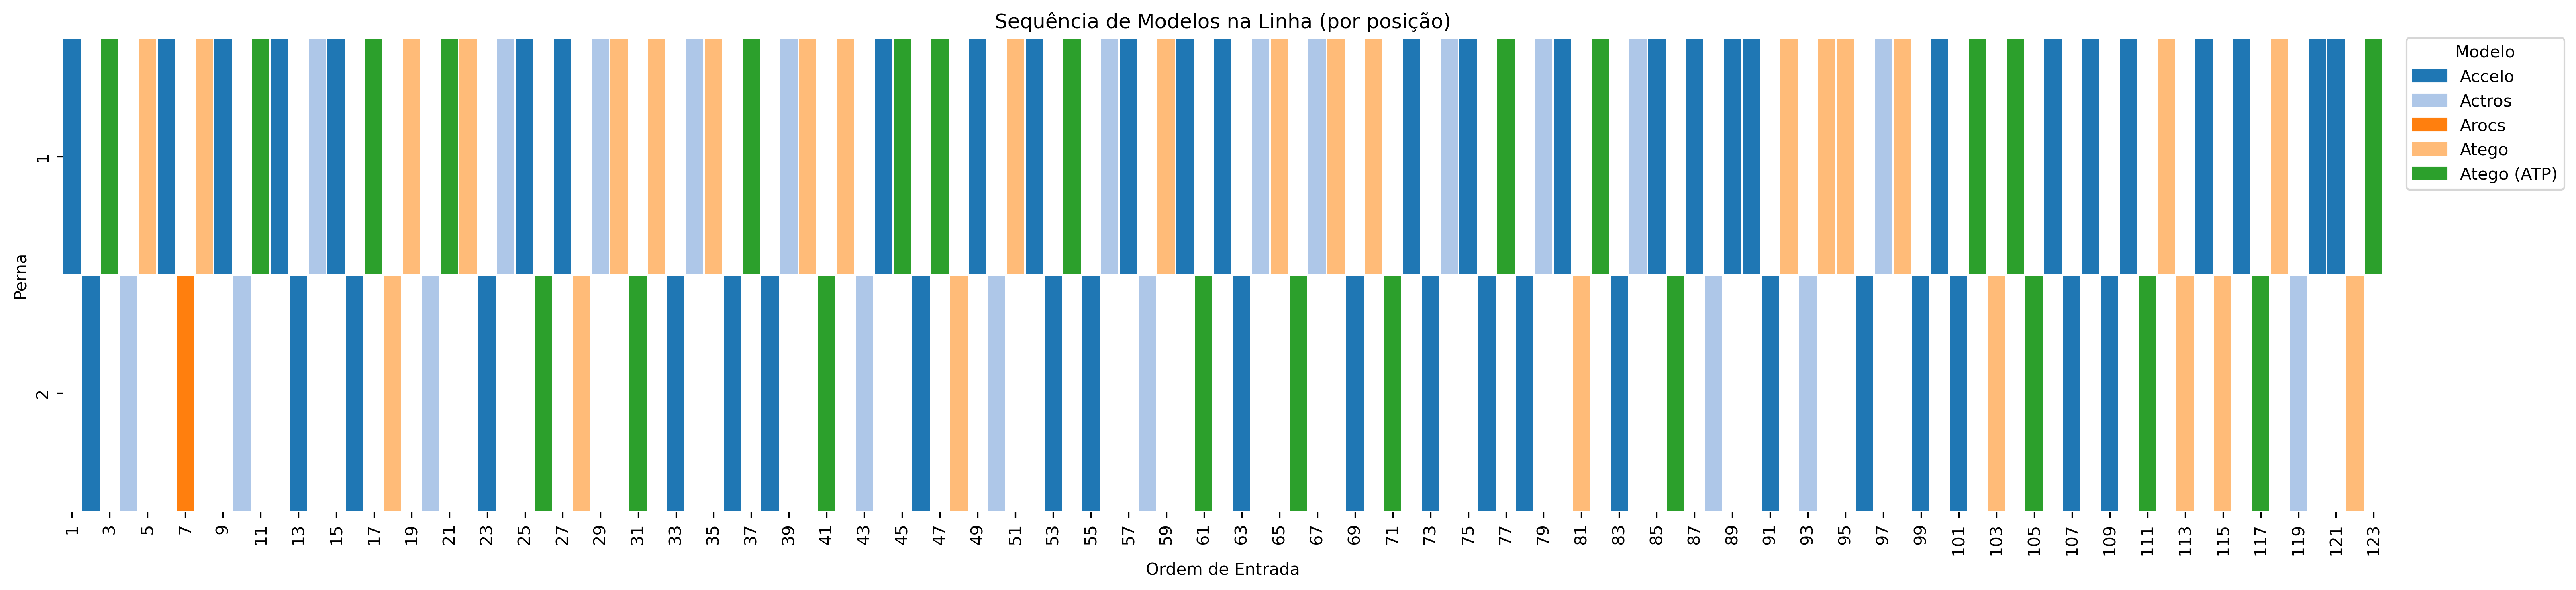 Sequência de Modelos na Linha (por posição)
Modelo
Accelo
Actros
Arocs
Atego
Atego (ATP)
Perna
1
2
1 3 5 7 9 11 13 15 17 19 21 23 25 27 29 31 33 35 37 39 41 43 45 47 49 51 53 55 57 59 61 63 65 67 69 71 73 75 77 79 81 83 85 87 89 91 93 95 97 99 101 103 105 107 109 111 113 115 117 119 121 123
Ordem de Entrada